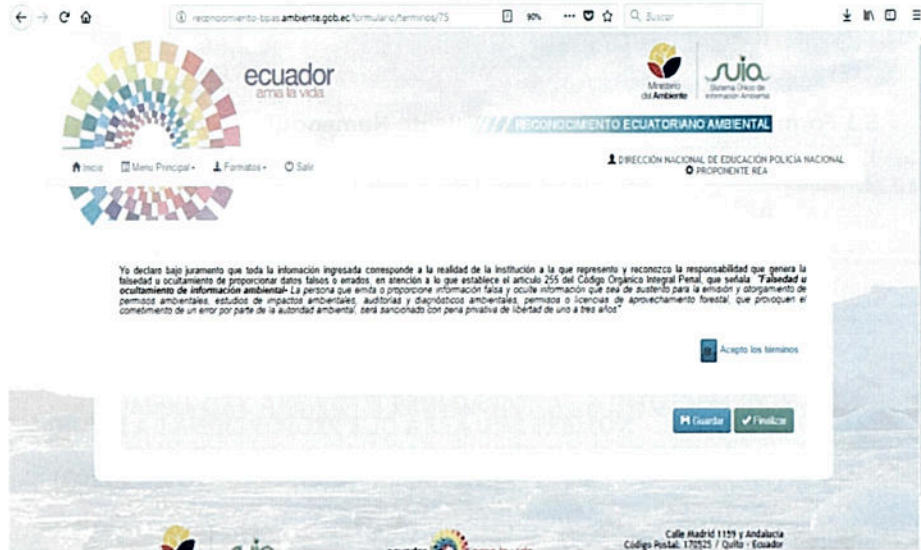 reconocimiento-bpas.ambiente.gob.ec/formulario/terminos/75
90%
Buscar
ecuador
ama la vida
Ministerio
del Ambiente
suia
Sistema Único de
Información Ambiental
RECONOCIMIENTO ECUATORIANO AMBIENTAL
Inicio Menu Principal Formatos Salir
DIRECCIÓN NACIONAL DE EDUCACIÓN POLICÍA NACIONAL
PROPONENTE REA
Yo declaro bajo juramento que toda la información ingresada corresponde a la realidad de la Institución a la que represento y reconozco la responsabilidad que genera la
falsedad u ocultamiento de proporcionar datos falsos o errados, en atención a lo que establece el artículo 255 del Código Orgánico Integral Penal, que señala "Falsedad u
ocultamiento de información ambiental- La persona que emita o proporcione información falsa y oculte información que sea de sustento para la emisión y otorgamiento de
permisos ambientales, estudios de impactos ambientales, auditorías y diagnósticos ambientales, permisos o licencias de aprovechamiento forestal, que provoquen el
cometimiento de un error por parte de la autoridad ambiental, será sancionado con pena privativa de libertad de uno a tres años"
Acepto los términos
Guardar Finalizar
Calle Madrid 1159 y Andalucía
Código Postal: 170525 / Quito - Ecuador